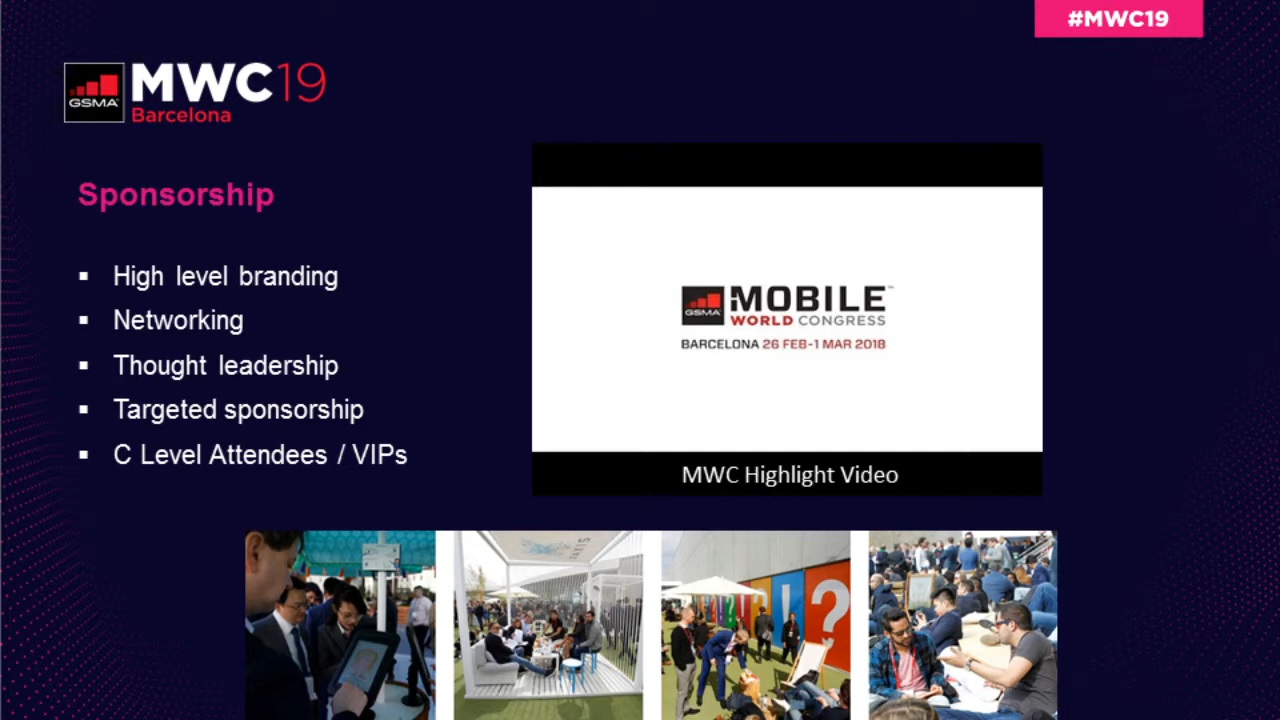 #MWC19
GSMA
MWC19
Barcelona
Sponsorship
High level branding
Networking
Thought leadership
Targeted sponsorship
C Level Attendees / VIPs
GSMA
MOBILE™
WORLD CONGRESS
BARCELONA 26 FEB-1 MAR 2018
MWC Highlight Video
!
!
?